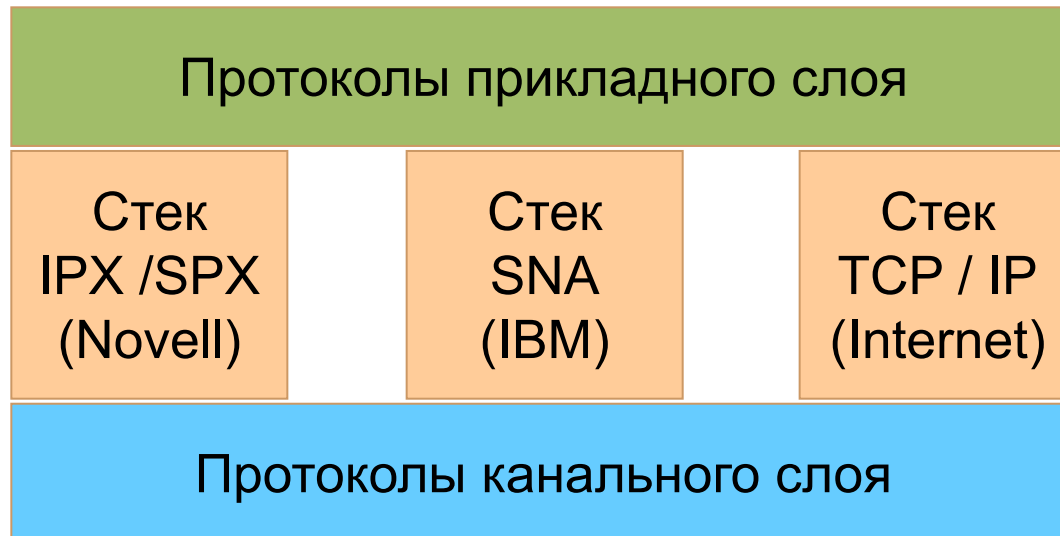 Протоколы прикладного слоя
Стек
IPX /SPX
(Novell)
Стек
SNA
(IBM)
Стек
TCP / IP
(Internet)
Протоколы канального слоя